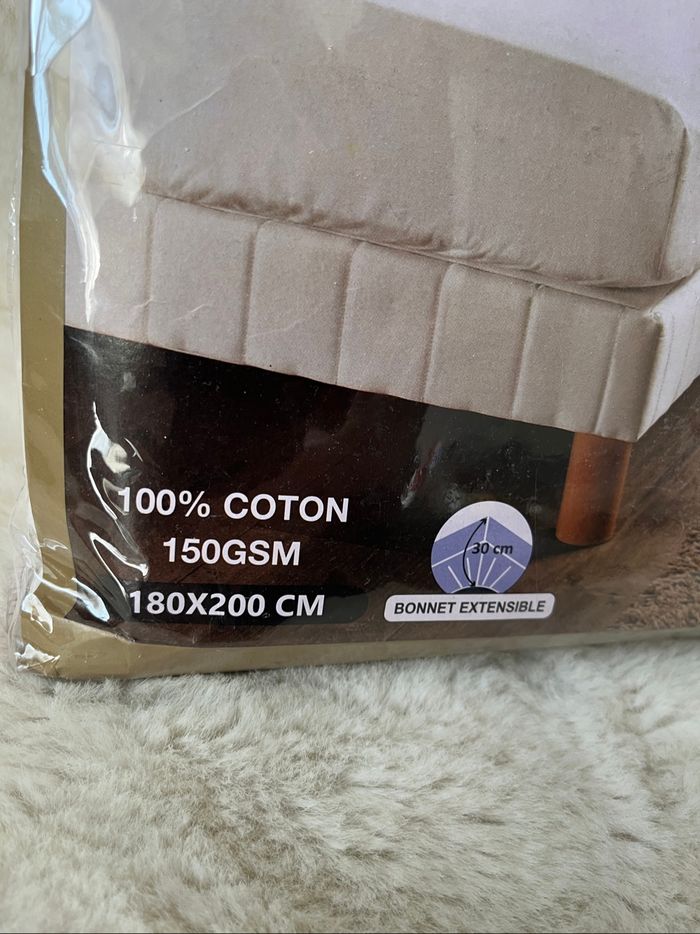 100% COTON
150GSM
180X200 CM
30 cm
BONNET EXTENSIBLE